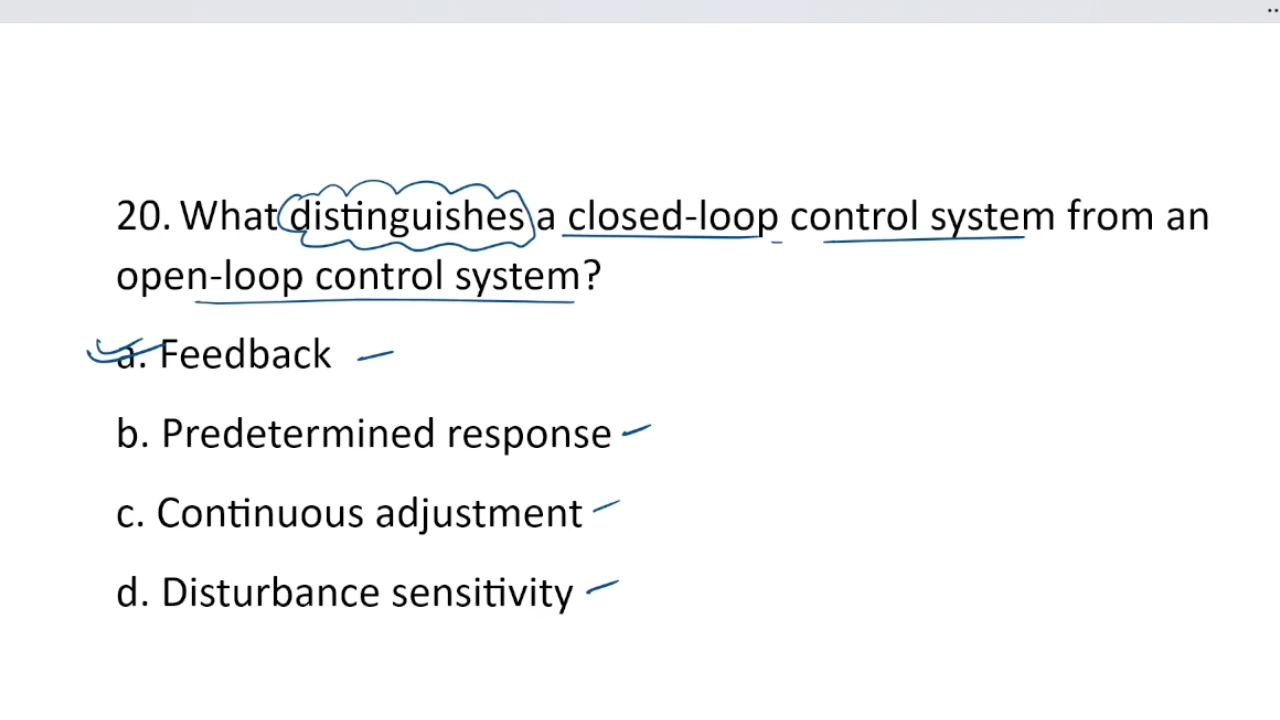 20. What distinguishes a closed-loop control system from an
open-loop control system?
a. Feedback
b. Predetermined response
c. Continuous adjustment
d. Disturbance sensitivity